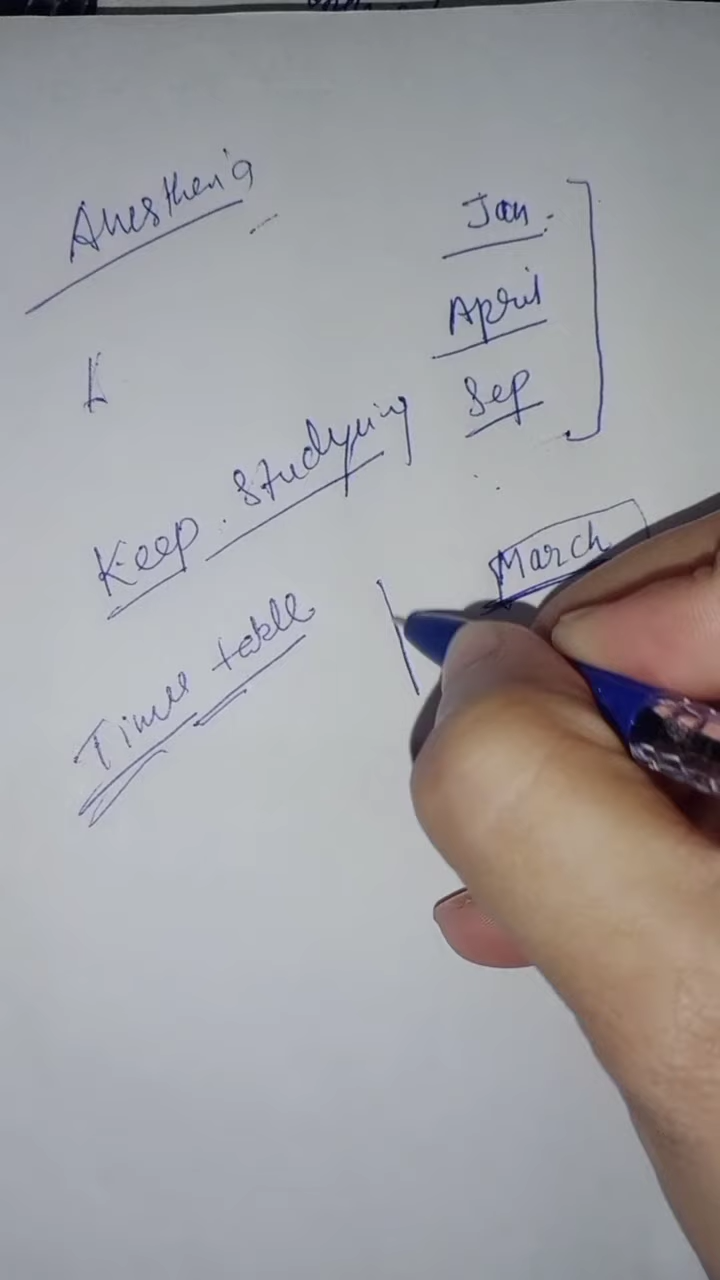 Anesthesia
Jan.
April
Sep
Keep studying
March
Time table